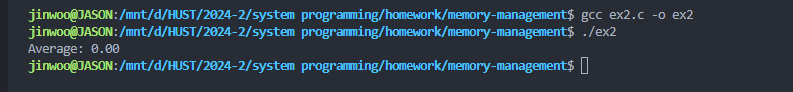 jinwoo@JASON:/mnt/d/HUST/2024-2/system programming/homework/memory-management$ gcc ex2.c -o ex2
jinwoo@JASON:/mnt/d/HUST/2024-2/system programming/homework/memory-management$ ./ex2
Average: 0.00
jinwoo@JASON:/mnt/d/HUST/2024-2/system programming/homework/memory-management$